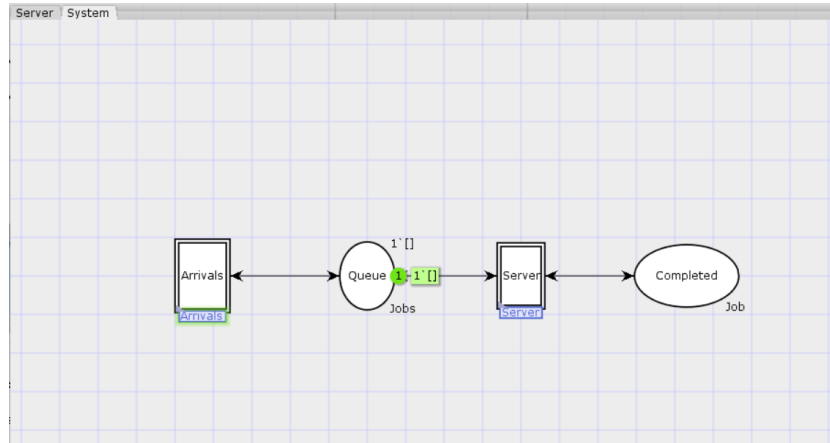 Server System
1`[]
Arrivals Queue 1 1`[] Server Completed
Jobs Job
Arrivals Server